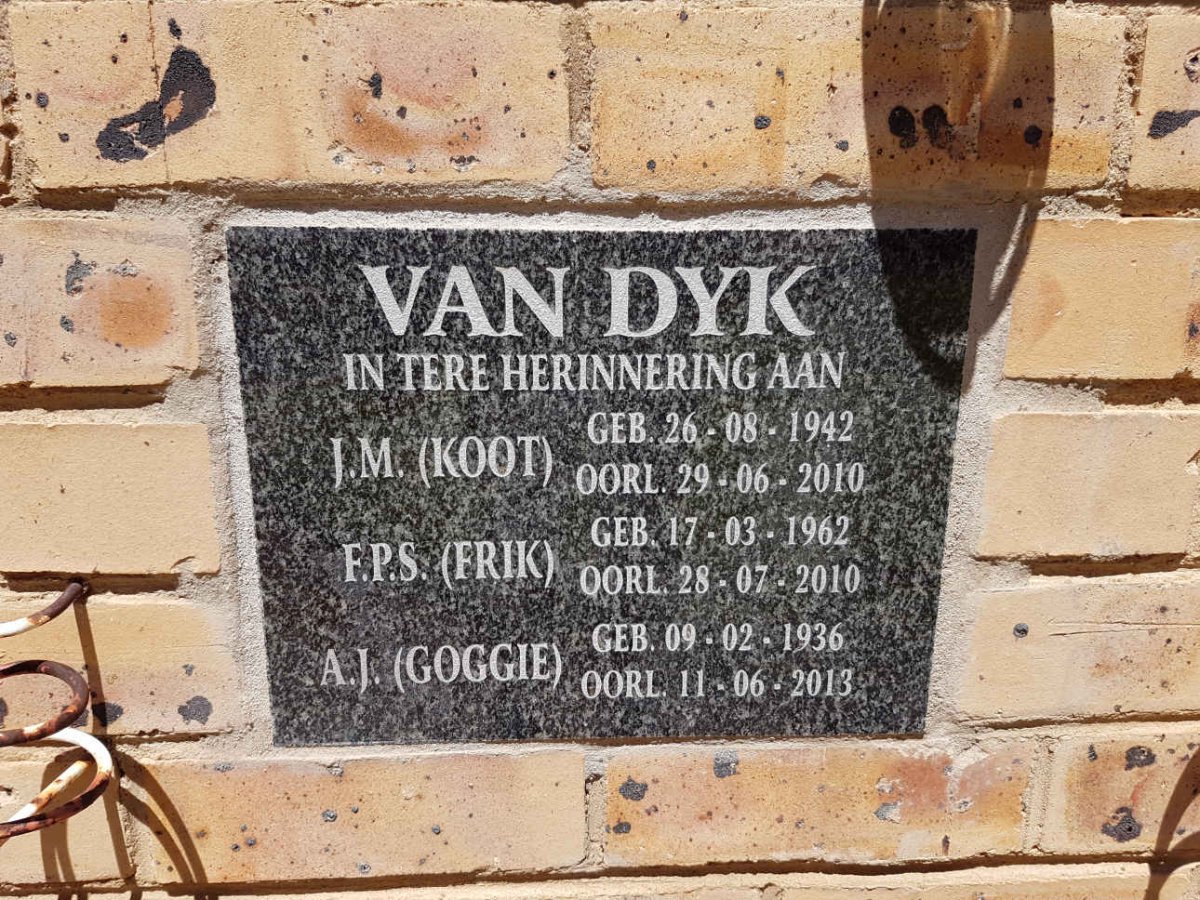 VAN DYK
IN TERE HERINNERING AAN
J.M. (KOOT) GEB. 26 - 08 - 1942
OORL. 29 - 06 - 2010
F.P.S. (FRIK) GEB. 17 - 03 - 1962
OORL. 28 - 07 - 2010
A.J. (GOGGIE) GEB. 09 - 02 - 1936
OORL. 11 - 06 - 2013